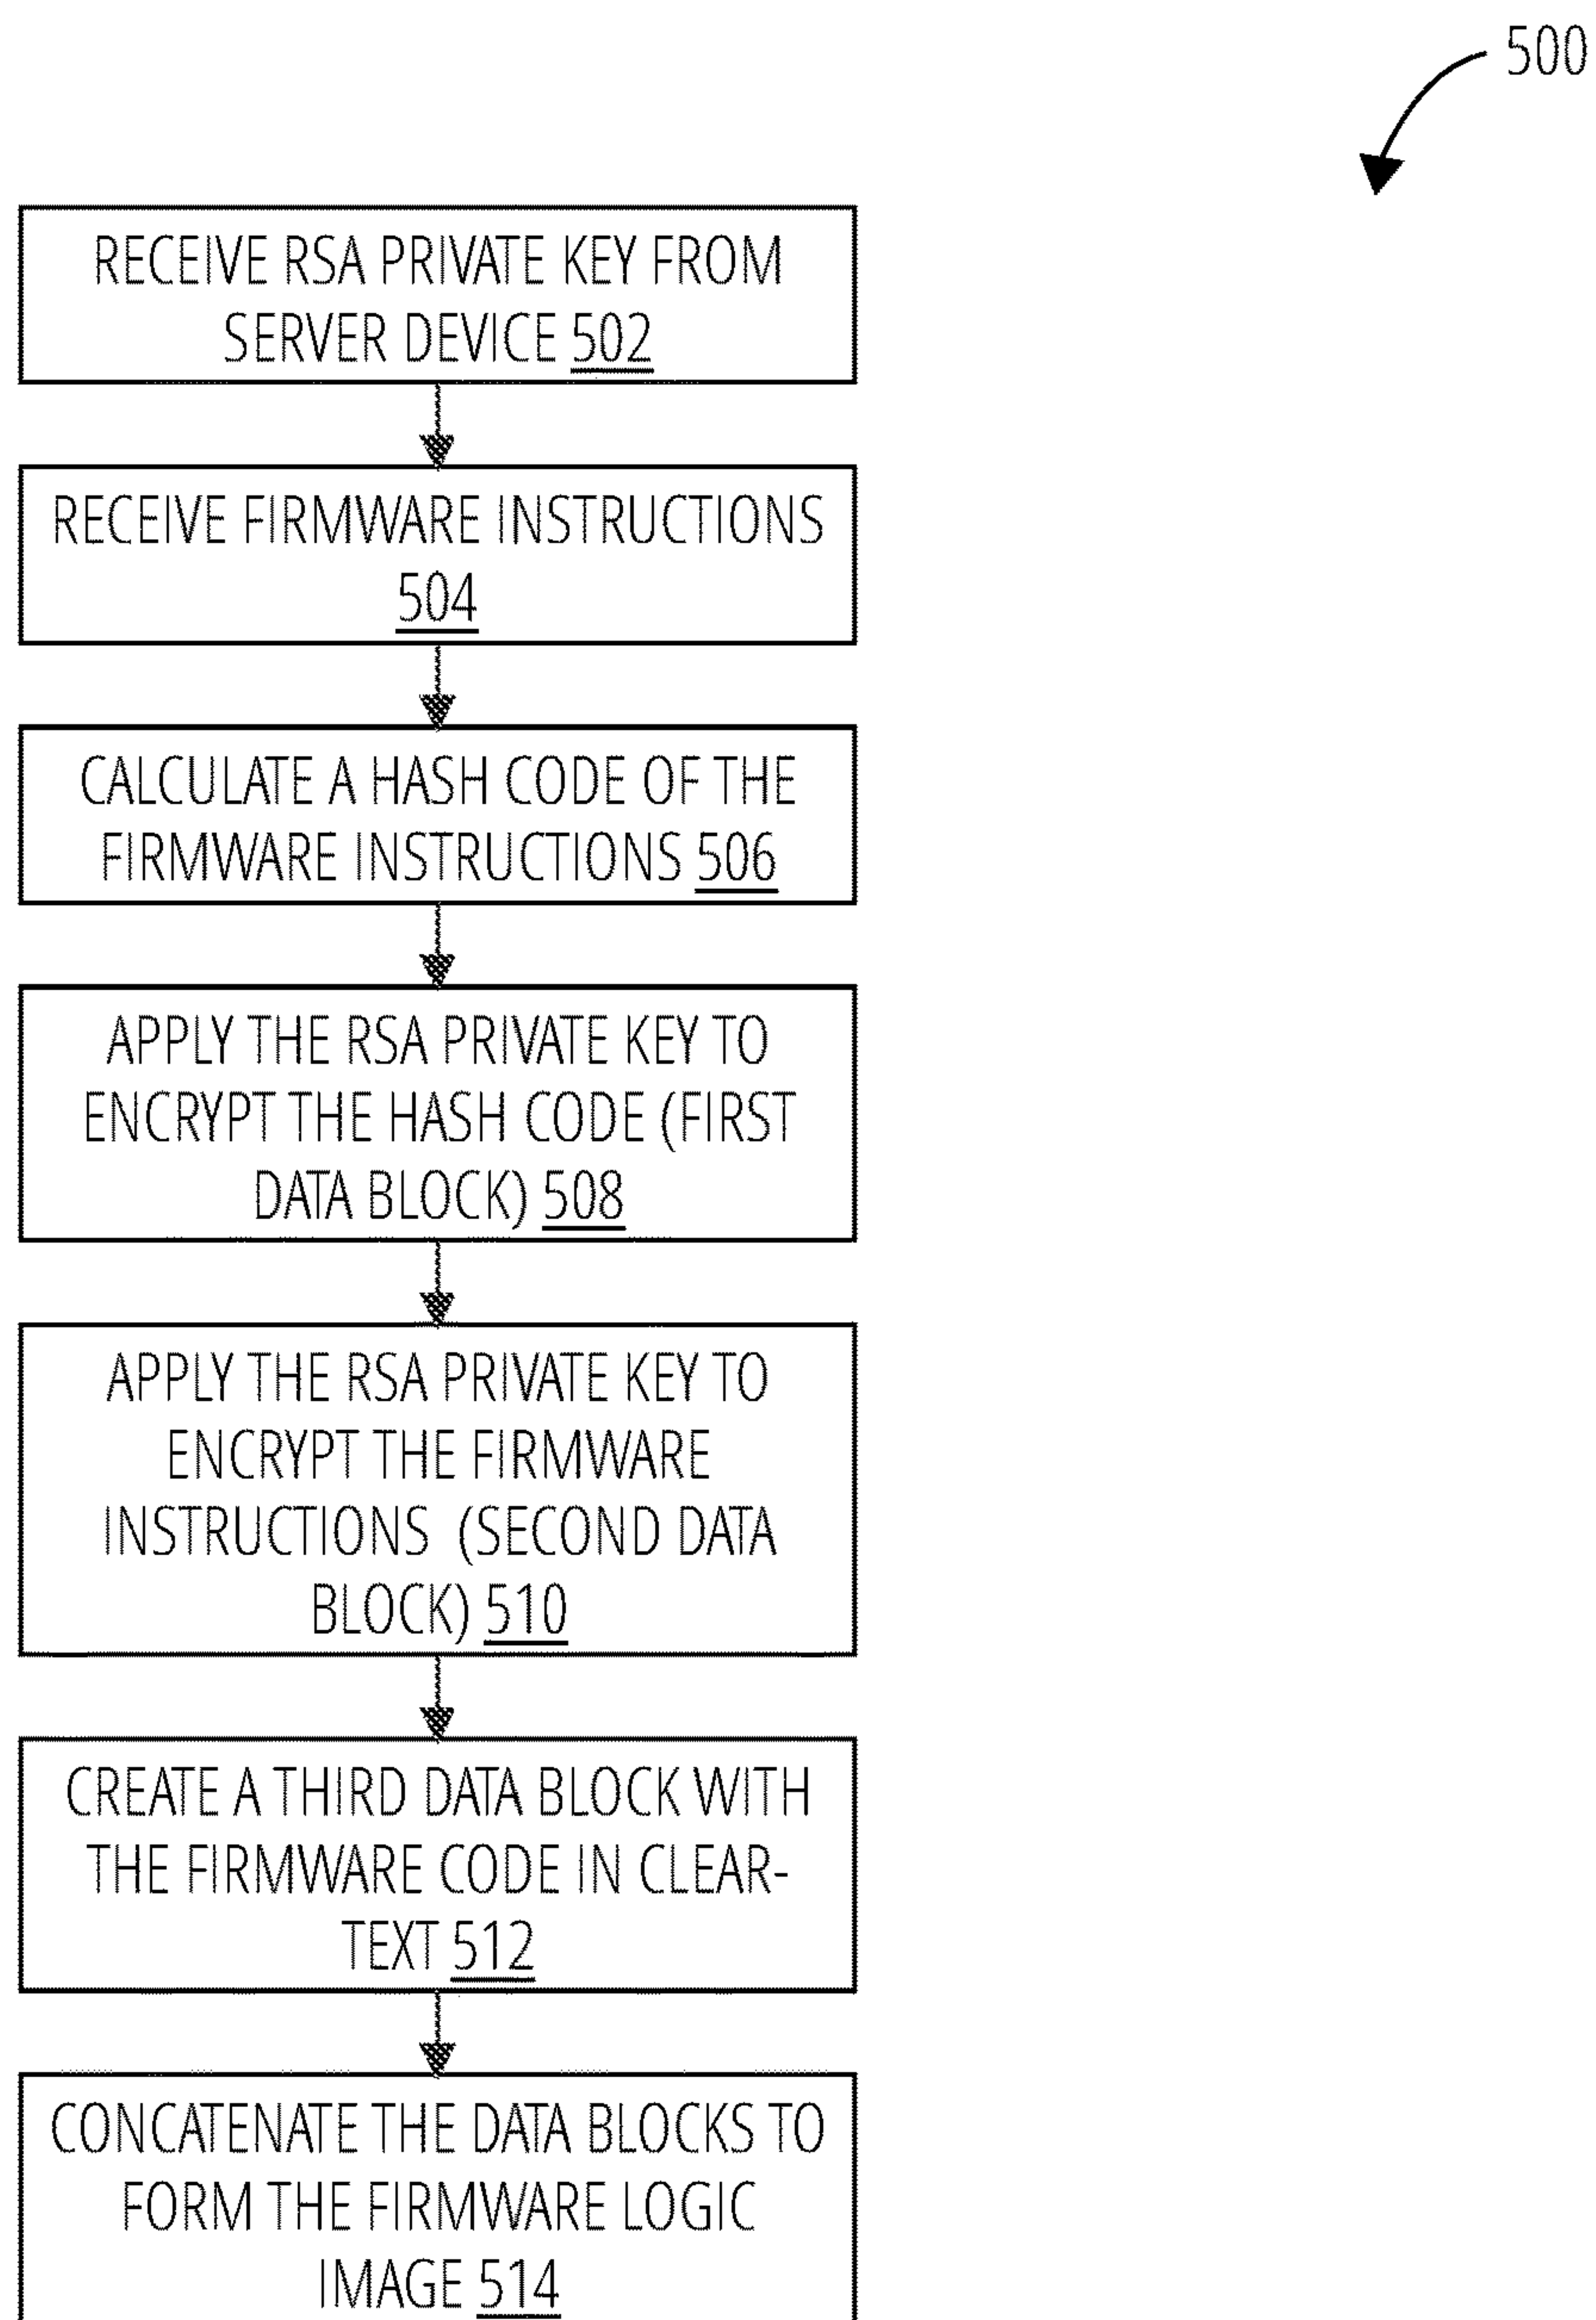 500
RECEIVE RSA PRIVATE KEY FROM
SERVER DEVICE 502
RECEIVE FIRMWARE INSTRUCTIONS
504
CALCULATE A HASH CODE OF THE
FIRMWARE INSTRUCTIONS 506
APPLY THE RSA PRIVATE KEY TO
ENCRYPT THE HASH CODE (FIRST
DATA BLOCK) 508
APPLY THE RSA PRIVATE KEY TO
ENCRYPT THE FIRMWARE
INSTRUCTIONS (SECOND DATA
BLOCK) 510
CREATE A THIRD DATA BLOCK WITH
THE FIRMWARE CODE IN CLEAR-
TEXT 512
CONCATENATE THE DATA BLOCKS TO
FORM THE FIRMWARE LOGIC
IMAGE 514